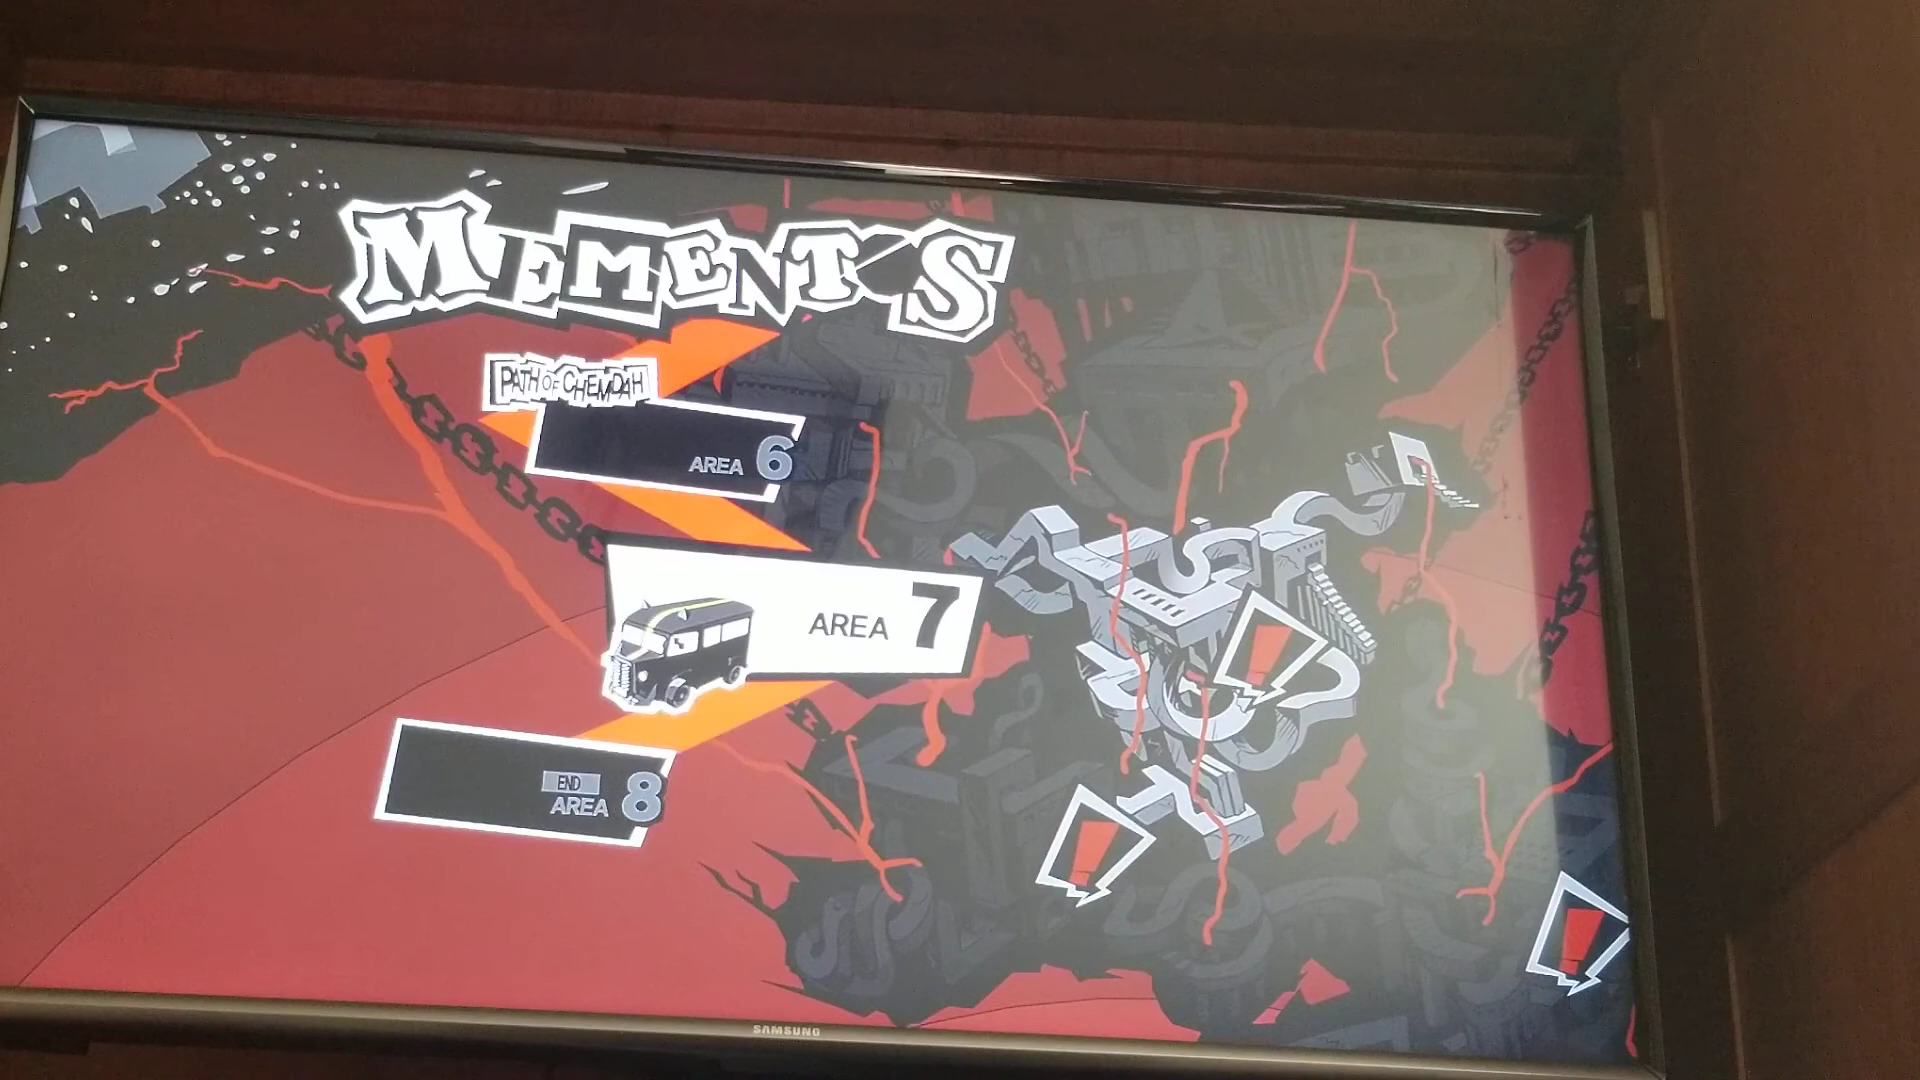 MEMENTOS
PATH OF CHEMDAH
AREA 6
AREA 7
END
AREA 8
SAMSUNG